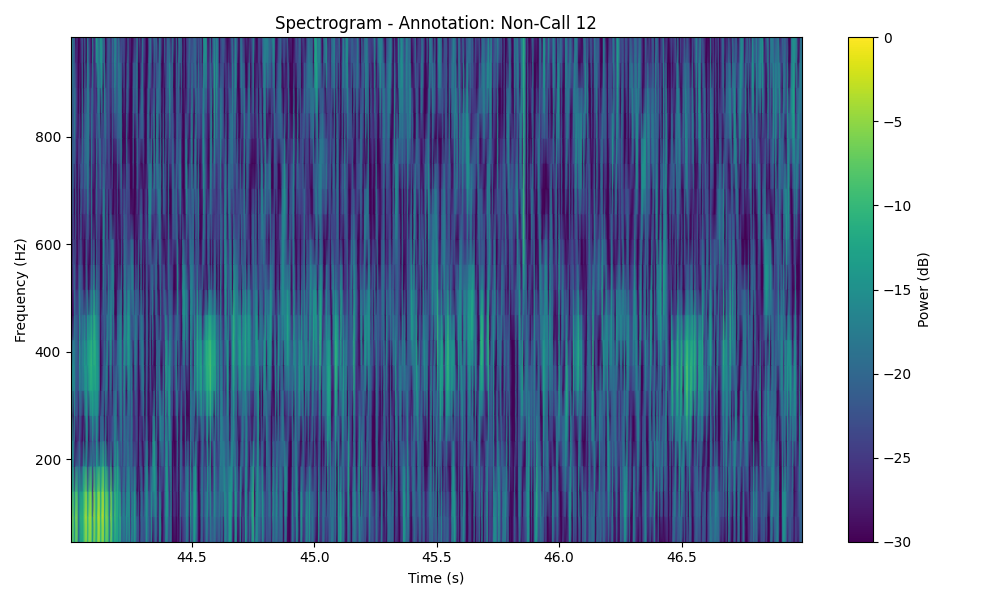 Spectrogram - Annotation: Non-Call 12
Frequency (Hz)
800
600
400
200
44.5 45.0 45.5 46.0 46.5
Time (s)
0
−5
−10
−15
−20
−25
−30
Power (dB)